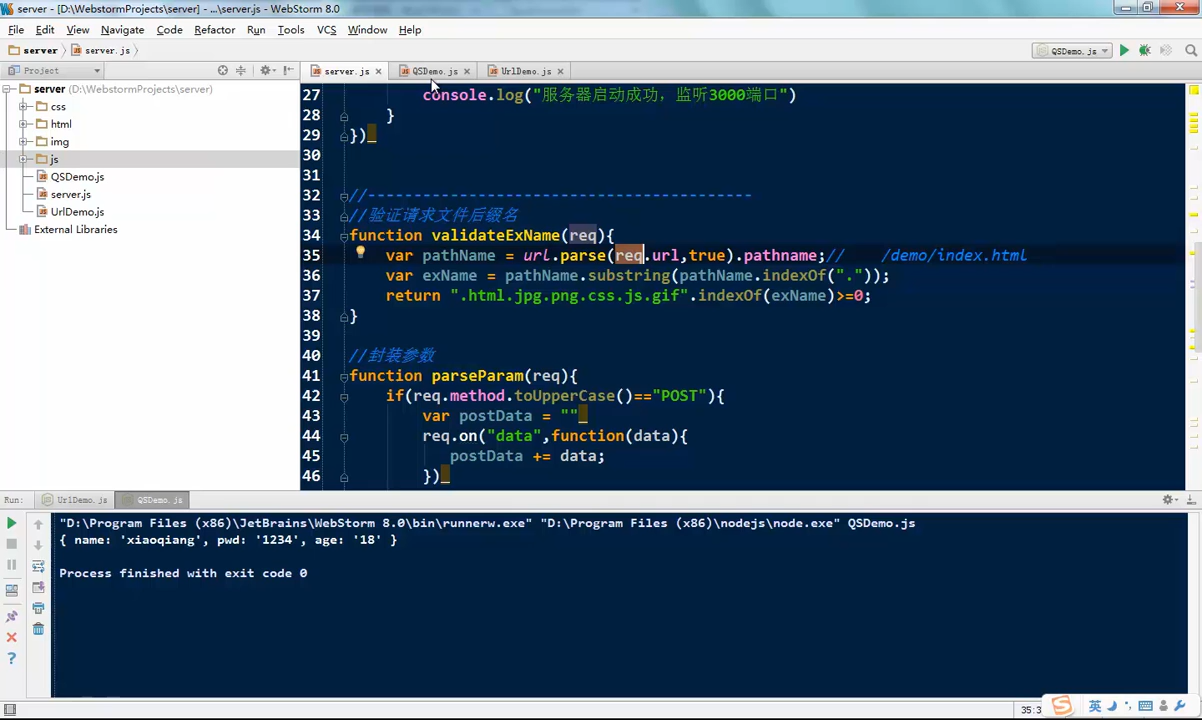 server - [D:\WebstormProjects\server] - ...\server.js - WebStorm 8.0
File Edit View Navigate Code Refactor Run Tools VCS Window Help
server server.js QSDemo.js
Project server.js QSDemo.js UrlDemo.js
server (D:\WebstormProjects\server)
css
html
img
js
QSDemo.js
server.js
UrlDemo.js
External Libraries
27 console.log("服务器启动成功，监听3000端口")
28 }
29 })
30
31
32 //------------------------------------------
33 //验证请求文件后缀名
34 function validateExName(req){
35 var pathName = url.parse(req.url,true).pathname;// /demo/index.html
36 var exName = pathName.substring(pathName.indexOf("."));
37 return ".html.jpg.png.css.js.gif".indexOf(exName)>=0;
38 }
39
40 //封装参数
41 function parseParam(req){
42 if(req.method.toUpperCase()=="POST"){
43 var postData = ""
44 req.on("data",function(data){
45 postData += data;
46 })
Run: UrlDemo.js QSDemo.js
"D:\Program Files (x86)\JetBrains\WebStorm 8.0\bin\runnerw.exe" "D:\Program Files (x86)\nodejs\node.exe" QSDemo.js
{ name: 'xiaoqiang', pwd: '1234', age: '18' }
Process finished with exit code 0
35:3
英